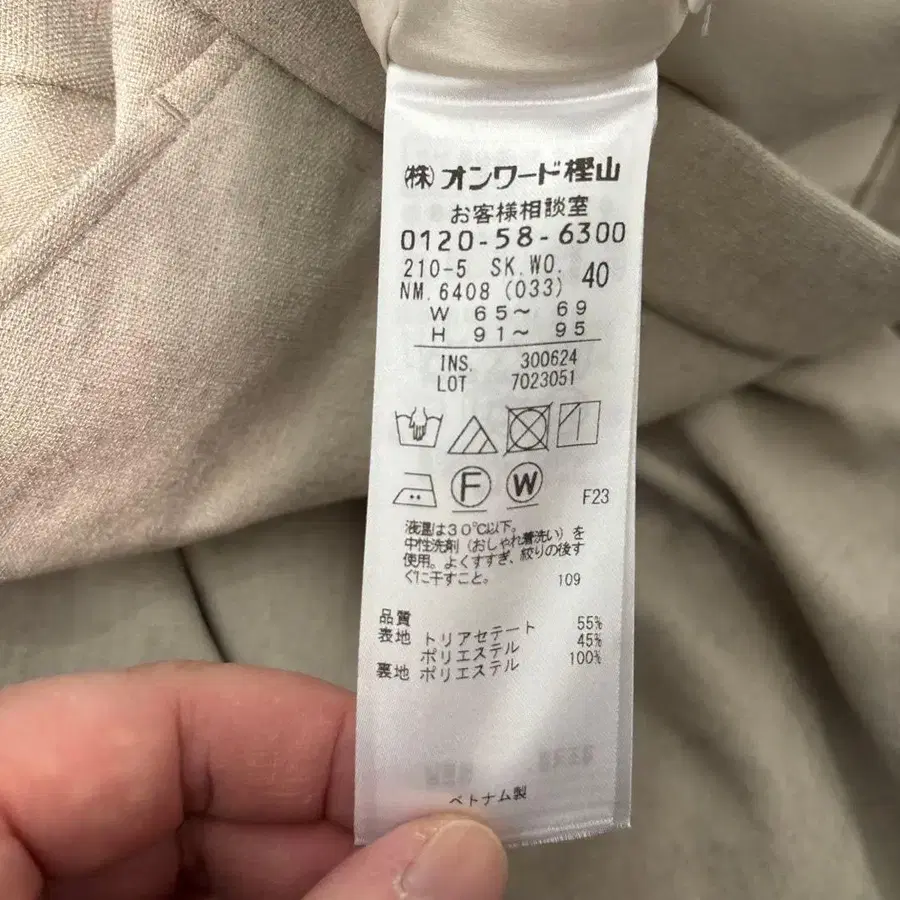 ㈱オンワード樫山
お客様相談室
0120-58-6300
210-5 SK.WO. 40
NM.6408 (033)
W 65～ 69
H 91～ 95
INS. 300624
LOT 7023051
F W F23
液温は30℃以下。
中性洗剤（おしゃれ着洗い）を
使用。よくすすぎ、絞りの後す
ぐに干すこと。 109
品質
表地 トリアセテート 55%
ポリエステル 45%
裏地 ポリエステル 100%
ベトナム製